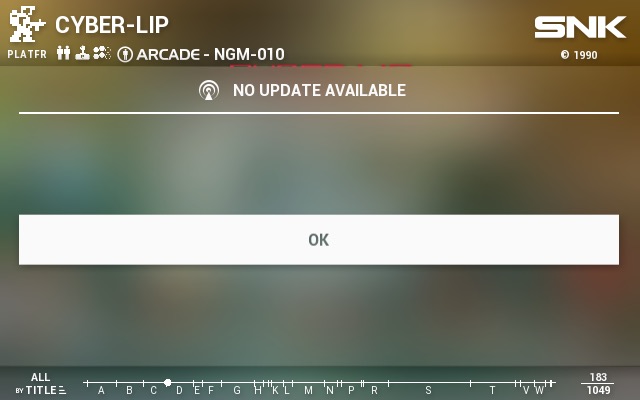 CYBER-LIP
SNK
PLATFR
ARCADE - NGM-010
© 1990
NO UPDATE AVAILABLE
OK
ALL
BY TITLE
A B C D E F G H K L M N P R S T V W
183
1049